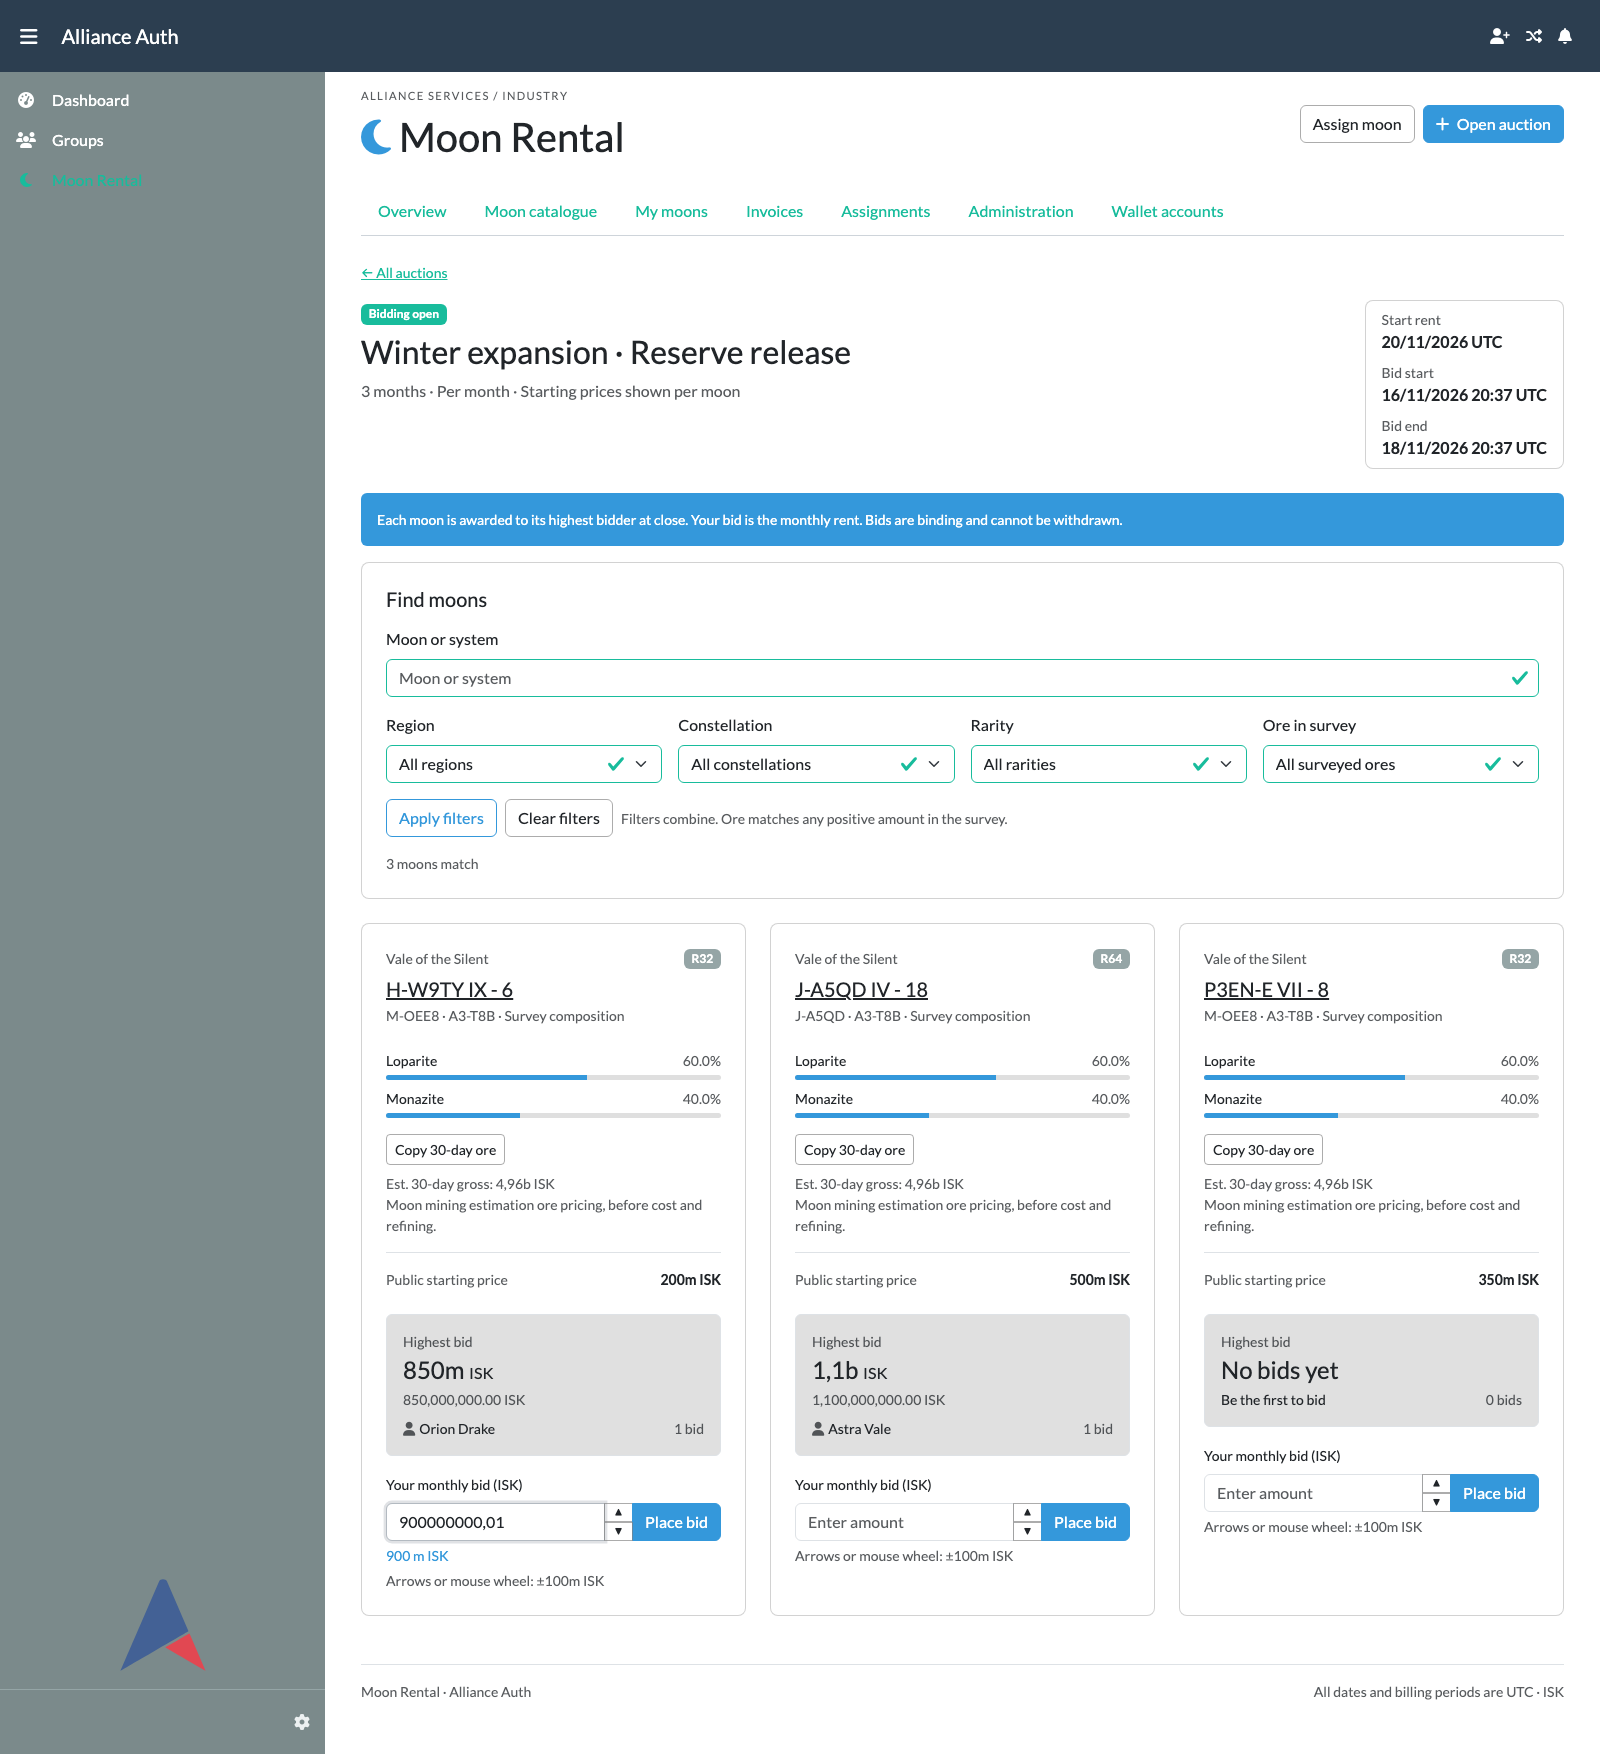 Alliance Auth
Dashboard
Groups
Moon Rental
ALLIANCE SERVICES / INDUSTRY
Moon Rental
Assign moon
Open auction
Overview
Moon catalogue
My moons
Invoices
Assignments
Administration
Wallet accounts
← All auctions
Bidding open
Winter expansion · Reserve release
3 months · Per month · Starting prices shown per moon
Start rent
20/11/2026 UTC
Bid start
16/11/2026 20:37 UTC
Bid end
18/11/2026 20:37 UTC
Each moon is awarded to its highest bidder at close. Your bid is the monthly rent. Bids are binding and cannot be withdrawn.
Find moons
Moon or system
Moon or system
Region
Constellation
Rarity
Ore in survey
All regions
All constellations
All rarities
All surveyed ores
Apply filters
Clear filters
Filters combine. Ore matches any positive amount in the survey.
3 moons match
Vale of the Silent
R32
H-W9TY IX - 6
M-OEE8 · A3-T8B · Survey composition
Loparite 60.0%
Monazite 40.0%
Copy 30-day ore
Est. 30-day gross: 4,96b ISK
Moon mining estimation ore pricing, before cost and
refining.
Public starting price 200m ISK
Highest bid
850m ISK
850,000,000.00 ISK
Orion Drake 1 bid
Your monthly bid (ISK)
900000000,01
Place bid
900 m ISK
Arrows or mouse wheel: ±100m ISK
Vale of the Silent
R64
J-A5QD IV - 18
J-A5QD · A3-T8B · Survey composition
Loparite 60.0%
Monazite 40.0%
Copy 30-day ore
Est. 30-day gross: 4,96b ISK
Moon mining estimation ore pricing, before cost and
refining.
Public starting price 500m ISK
Highest bid
1,1b ISK
1,100,000,000.00 ISK
Astra Vale 1 bid
Your monthly bid (ISK)
Enter amount
Place bid
Arrows or mouse wheel: ±100m ISK
Vale of the Silent
R32
P3EN-E VII - 8
M-OEE8 · A3-T8B · Survey composition
Loparite 60.0%
Monazite 40.0%
Copy 30-day ore
Est. 30-day gross: 4,96b ISK
Moon mining estimation ore pricing, before cost and
refining.
Public starting price 350m ISK
Highest bid
No bids yet
Be the first to bid 0 bids
Your monthly bid (ISK)
Enter amount
Place bid
Arrows or mouse wheel: ±100m ISK
Moon Rental · Alliance Auth
All dates and billing periods are UTC · ISK